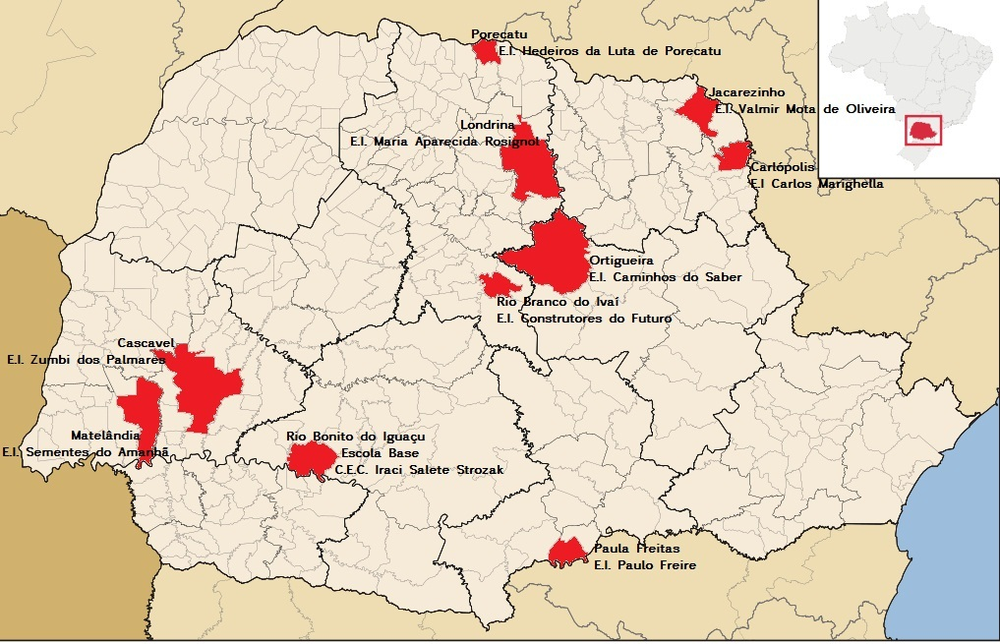 Porecatu
E.I. Hedeiros da Luta de Porecatu
Jacarezinho
E.I. Valmir Mota de Oliveira
Londrina
E.I. Maria Aparecida Rosignol
Carlópolis
E.I Carlos Marighella
Ortigueira
E.I. Caminhos do Saber
Rio Branco do Ivaí
E.I. Construtores do Futuro
Cascavel
E.I. Zumbi dos Palmares
Matelândia
E.I. Sementes do Amanhã
Rio Bonito do Iguaçu
Escola Base
C.E.C. Iraci Salete Strozak
Paula Freitas
E.I. Paulo Freire